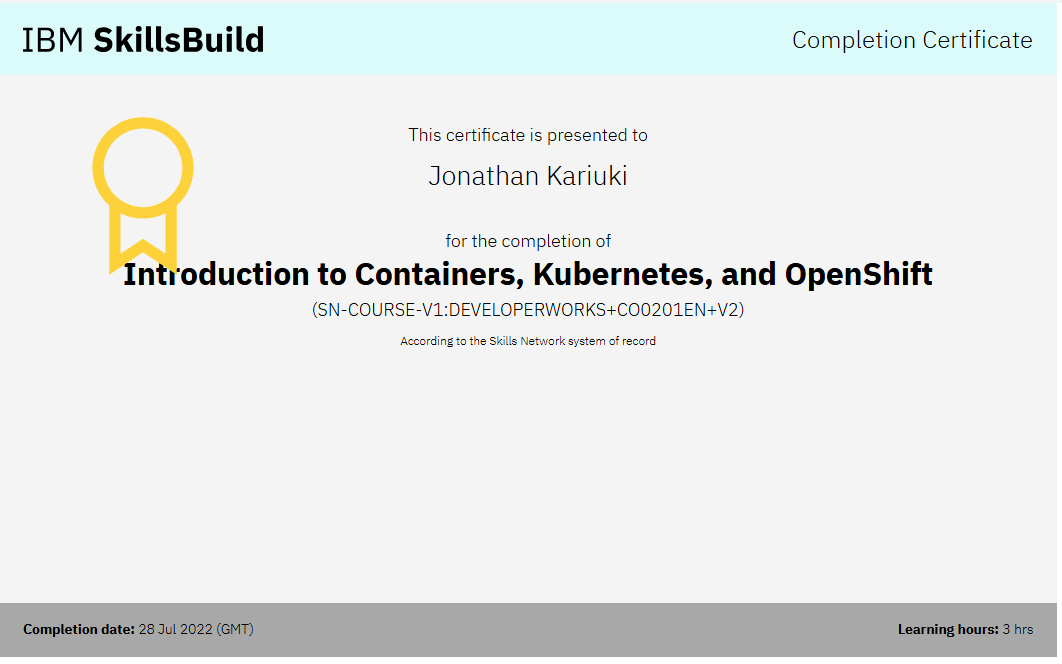 IBM SkillsBuild
Completion Certificate
This certificate is presented to
Jonathan Kariuki
for the completion of
Introduction to Containers, Kubernetes, and OpenShift
(SN-COURSE-V1:DEVELOPERWORKS+CO0201EN+V2)
According to the Skills Network system of record
Completion date: 28 Jul 2022 (GMT)
Learning hours: 3 hrs